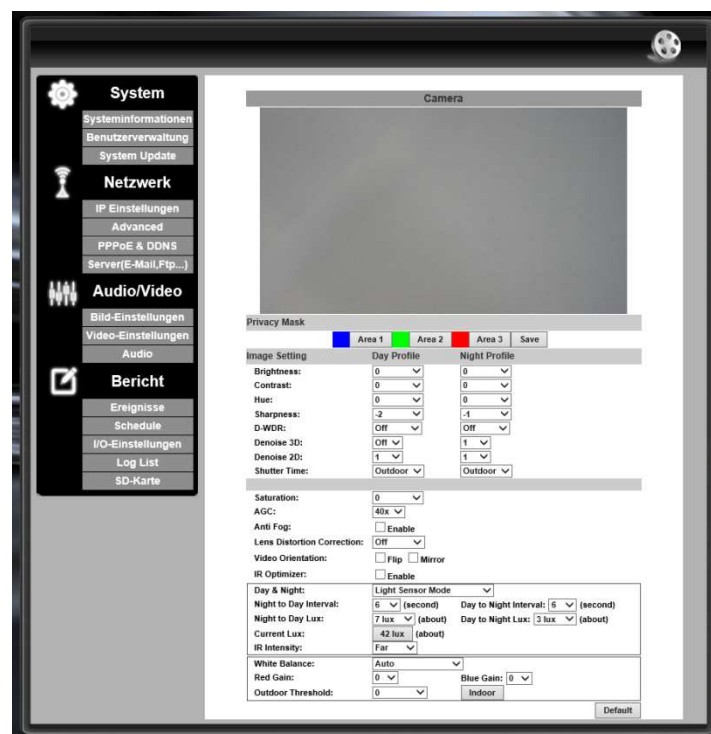 System
Systeminformationen
Benutzerverwaltung
System Update
Netzwerk
IP Einstellungen
Advanced
PPPoE & DDNS
Server(E-Mail,Ftp...)
Audio/Video
Bild-Einstellungen
Video-Einstellungen
Audio
Bericht
Ereignisse
Schedule
I/O-Einstellungen
Log List
SD-Karte
Camera
Privacy Mask
Area 1 Area 2 Area 3 Save
Image Setting Day Profile Night Profile
Brightness: 0 0
Contrast: 0 0
Hue: 0 0
Sharpness: -2 -1
D-WDR: Off Off
Denoise 3D: Off 1
Denoise 2D: 1 1
Shutter Time: Outdoor Outdoor
Saturation: 0
AGC: 40x
Anti Fog: Enable
Lens Distortion Correction: Off
Video Orientation: Flip Mirror
IR Optimizer: Enable
Day & Night: Light Sensor Mode
Night to Day Interval: 6 (second) Day to Night Interval: 6 (second)
Night to Day Lux: 7 lux (about) Day to Night Lux: 3 lux (about)
Current Lux: 42 lux (about)
IR Intensity: Far
White Balance: Auto
Red Gain: 0 Blue Gain: 0
Outdoor Threshold: 0 Indoor
Default